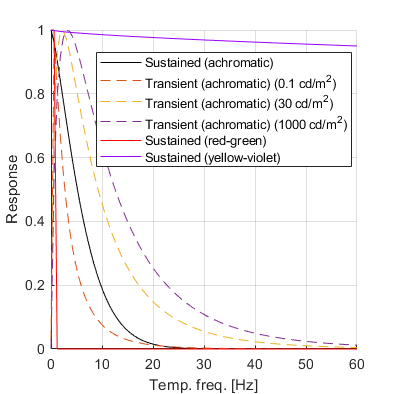 1
0.8
0.6
0.4
0.2
0
Response
Sustained (achromatic)
Transient (achromatic) (0.1 cd/m²)
Transient (achromatic) (30 cd/m²)
Transient (achromatic) (1000 cd/m²)
Sustained (red-green)
Sustained (yellow-violet)
0 10 20 30 40 50 60
Temp. freq. [Hz]